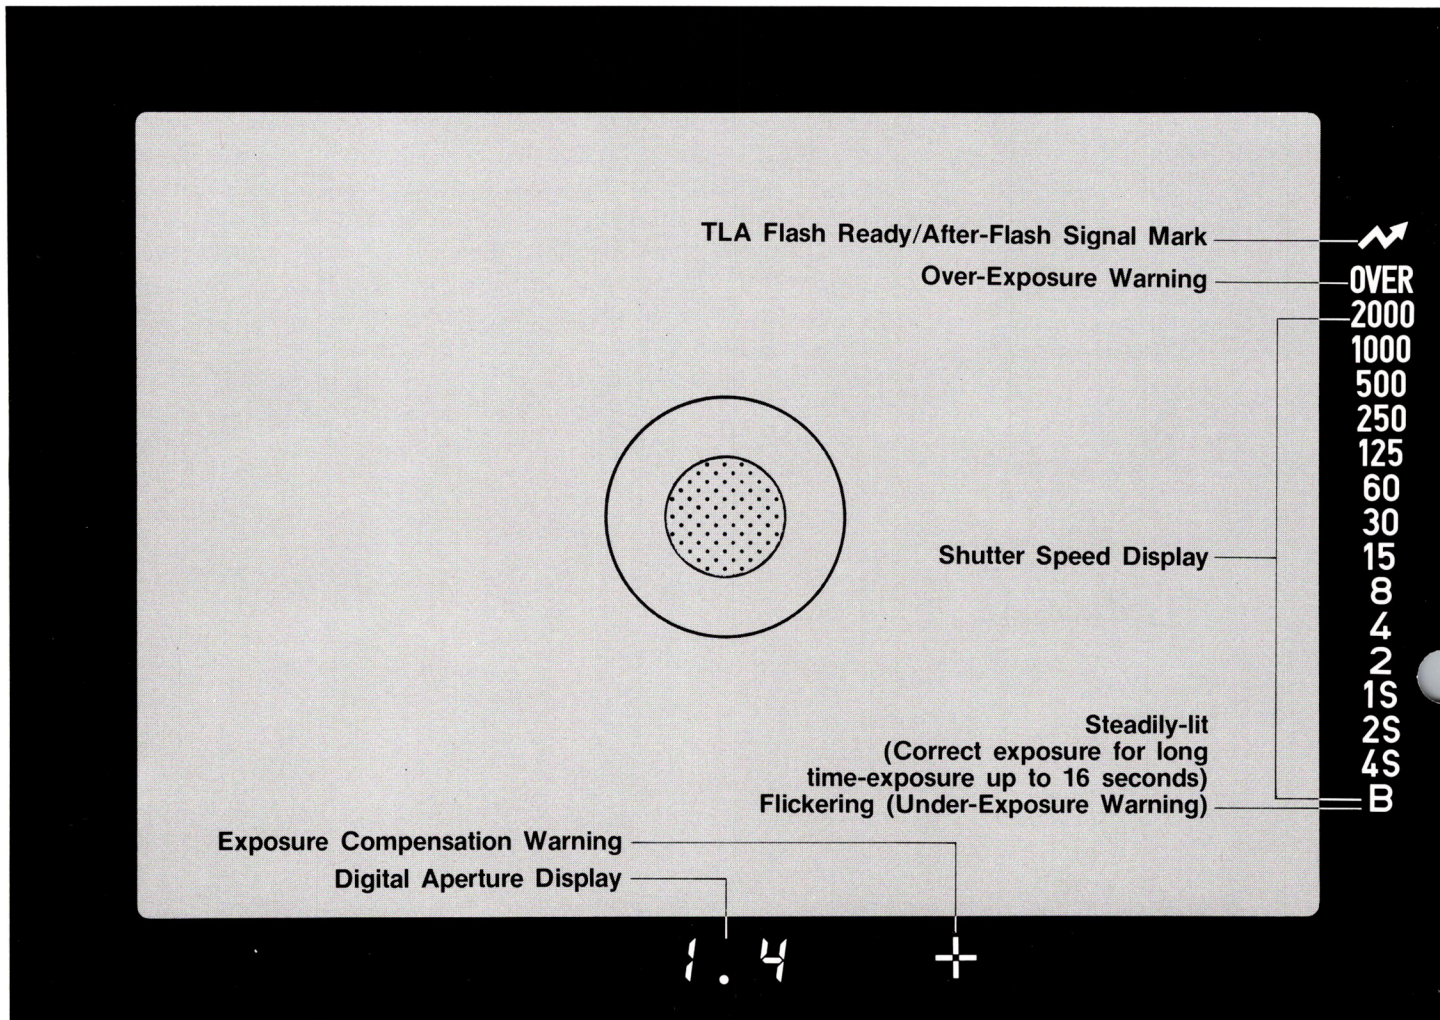 TLA Flash Ready/After-Flash Signal Mark
Over-Exposure Warning
OVER
2000
1000
500
250
125
60
30
Shutter Speed Display
15
8
4
2
1S
Steadily-lit
2S
(Correct exposure for long
4S
time-exposure up to 16 seconds)
Flickering (Under-Exposure Warning)
B
Exposure Compensation Warning
Digital Aperture Display
1.4 +